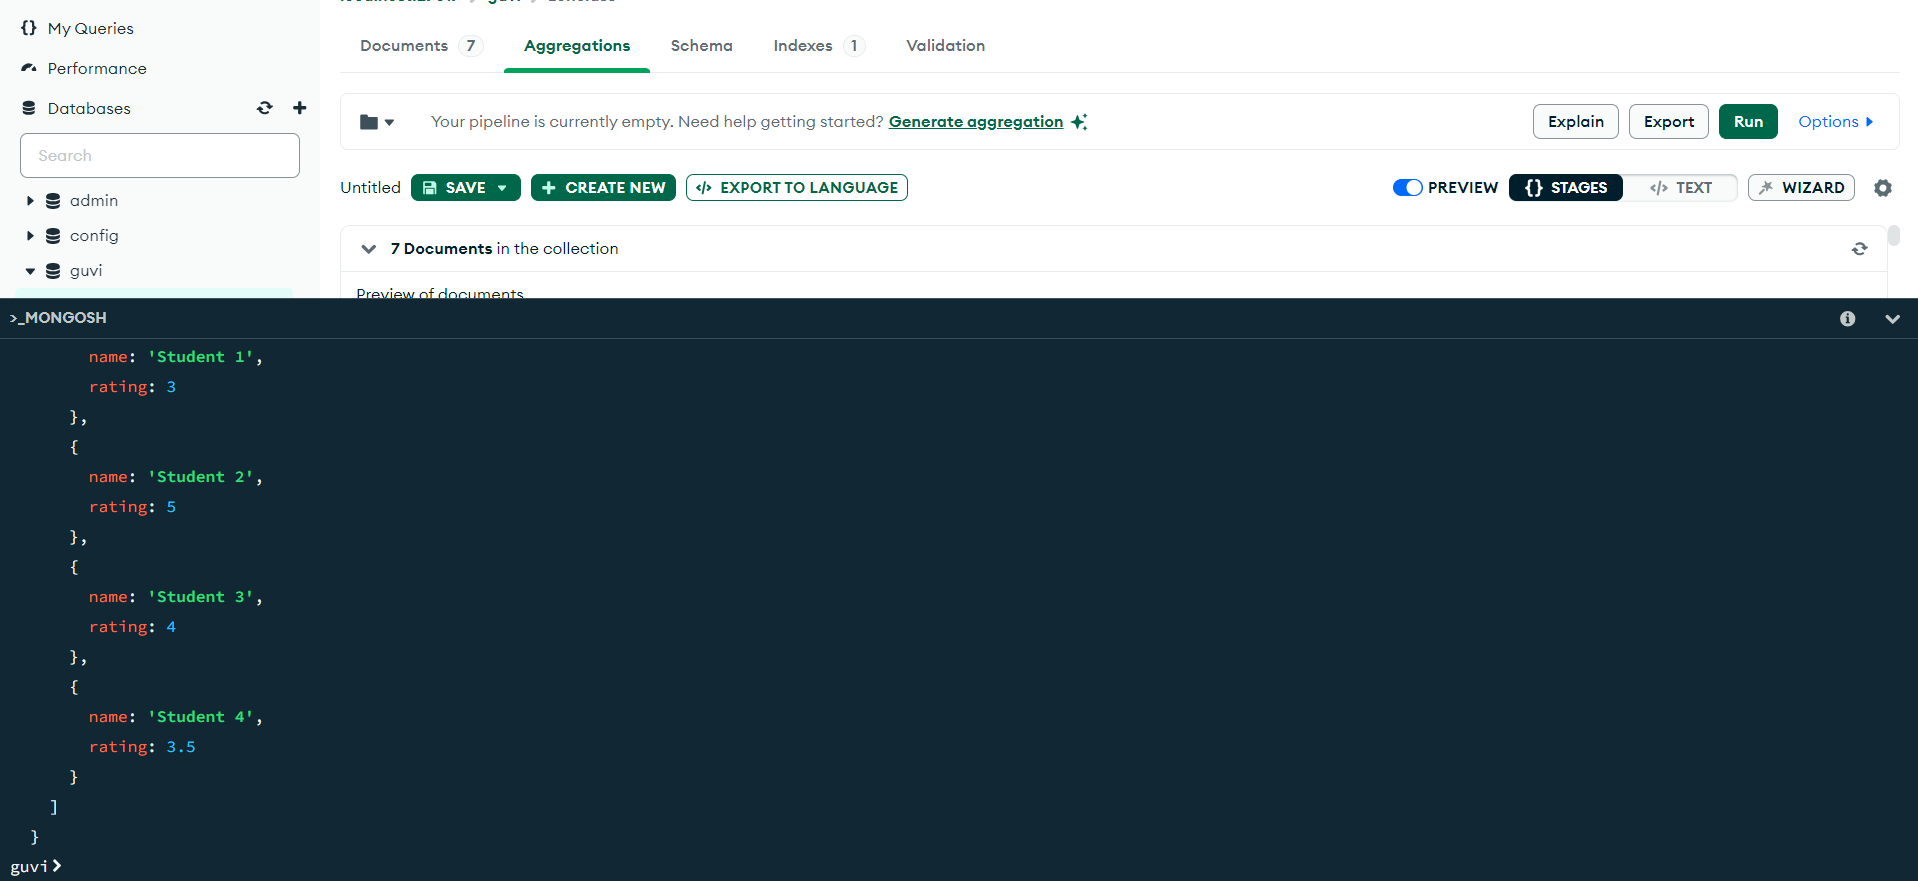 My Queries
Performance
Databases
Search
admin
config
guvi
Documents 7 Aggregations Schema Indexes 1 Validation
Your pipeline is currently empty. Need help getting started? Generate aggregation Explain Export Run Options
Untitled SAVE CREATE NEW </> EXPORT TO LANGUAGE PREVIEW {} STAGES </> TEXT WIZARD
7 Documents in the collection
Preview of documents
>_MONGOSH
name: 'Student 1',
rating: 3
},
{
name: 'Student 2',
rating: 5
},
{
name: 'Student 3',
rating: 4
},
{
name: 'Student 4',
rating: 3.5
}
]
}
guvi>